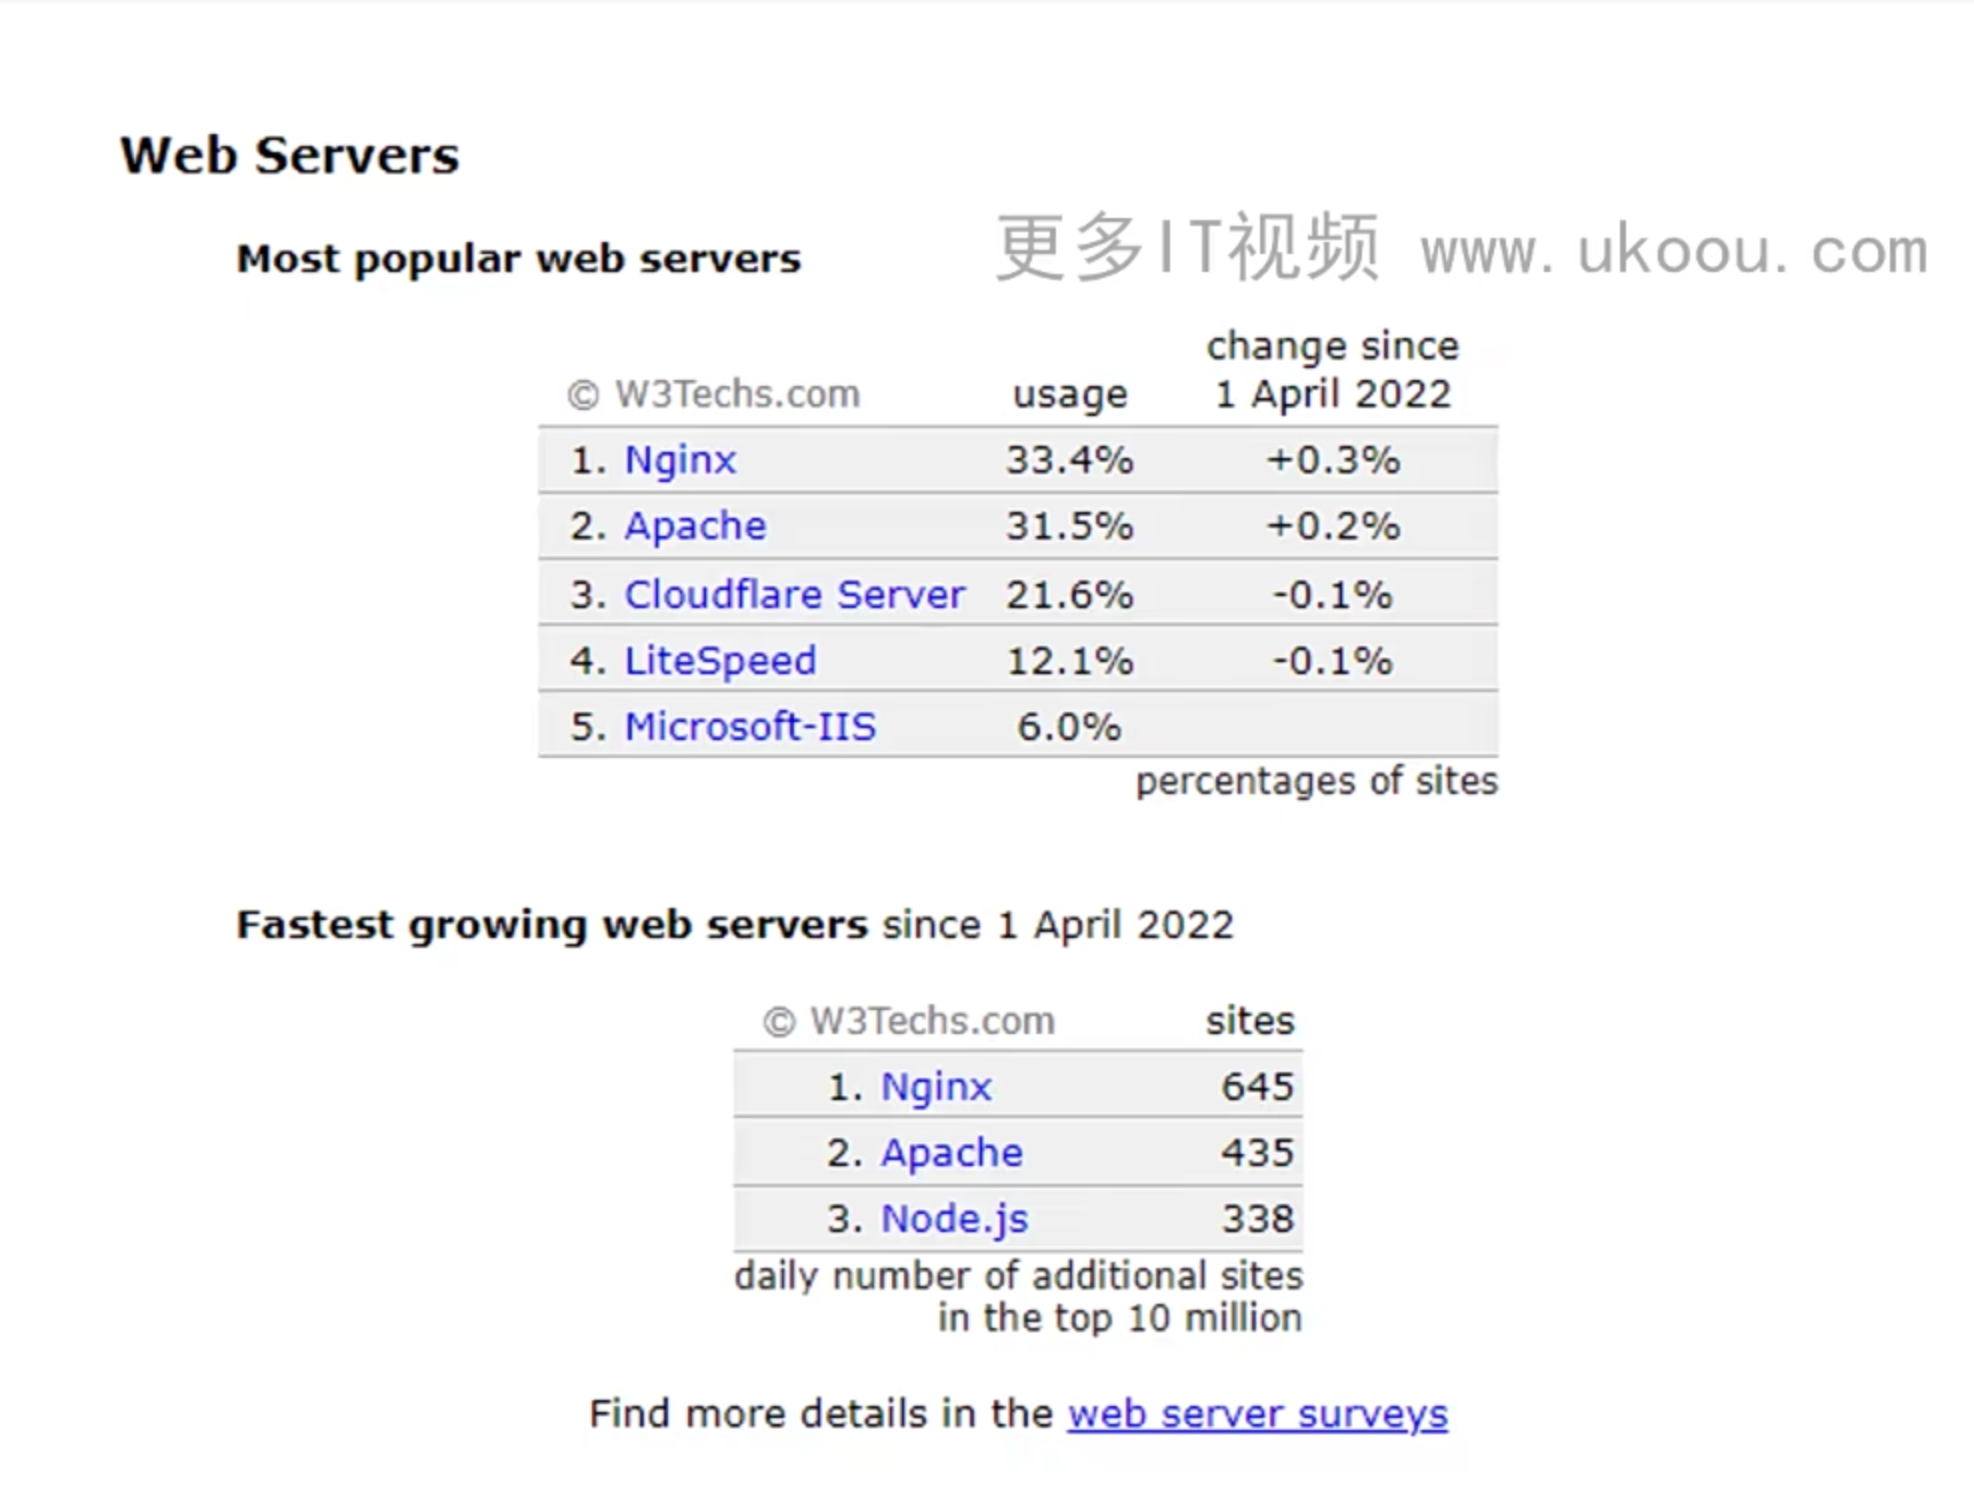 Web Servers
Most popular web servers
更多IT视频 www.ukoou.com
change since
© W3Techs.com usage 1 April 2022
1. Nginx 33.4% +0.3%
2. Apache 31.5% +0.2%
3. Cloudflare Server 21.6% -0.1%
4. LiteSpeed 12.1% -0.1%
5. Microsoft-IIS 6.0%
percentages of sites
Fastest growing web servers since 1 April 2022
© W3Techs.com sites
1. Nginx 645
2. Apache 435
3. Node.js 338
daily number of additional sites
in the top 10 million
Find more details in the web server surveys